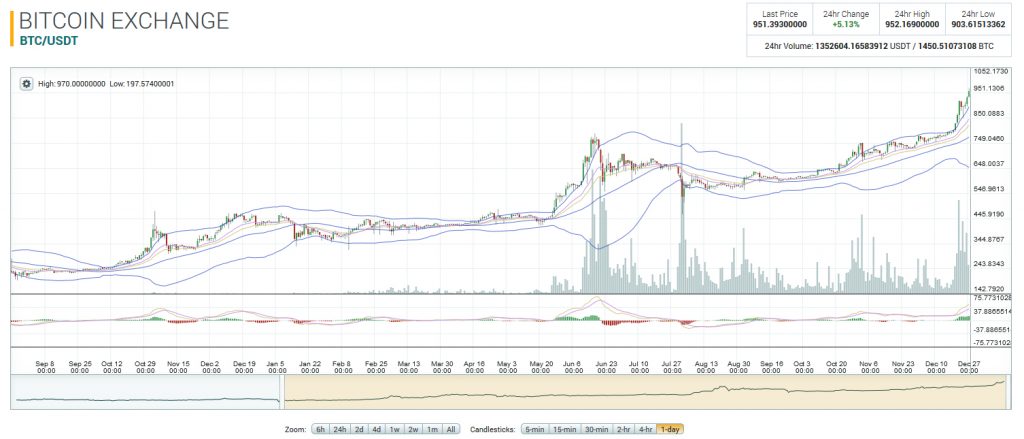 BITCOIN EXCHANGE
BTC/USDT
Last Price 24hr Change 24hr High 24hr Low
951.39300000 +5.13% 952.16900000 903.61513362
24hr Volume: 1352604.16583912 USDT / 1450.51073108 BTC
High: 970.00000000 Low: 197.57400001
1052.1730
951.1306
850.0883
749.0460
648.0037
546.9613
445.9190
344.8767
243.8343
142.7920
75.7731028
37.8865514
-37.8865514
-75.7731028
Sep 8 Sep 25 Oct 12 Oct 29 Nov 15 Dec 2 Dec 19 Jan 5 Jan 22 Feb 8 Feb 25 Mar 13 Mar 30 Apr 16 May 3 May 20 Jun 6 Jun 23 Jul 10 Jul 27 Aug 13 Aug 30 Sep 16 Oct 3 Oct 20 Nov 6 Nov 23 Dec 10 Dec 27
00:00 00:00 00:00 00:00 00:00 00:00 00:00 00:00 00:00 00:00 00:00 00:00 00:00 00:00 00:00 00:00 00:00 00:00 00:00 00:00 00:00 00:00 00:00 00:00 00:00 00:00 00:00 00:00 00:00
Zoom: 6h 24h 2d 4d 1w 2w 1m All Candlesticks: 5-min 15-min 30-min 2-hr 4-hr 1-day